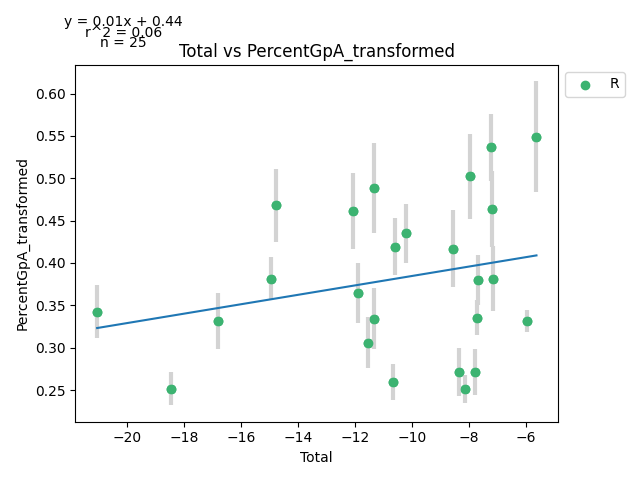 y = 0.01x + 0.44
r^2 = 0.06
n = 25
Total vs PercentGpA_transformed
R
PercentGpA_transformed
0.60
0.55
0.50
0.45
0.40
0.35
0.30
0.25
−20 −18 −16 −14 −12 −10 −8 −6
Total